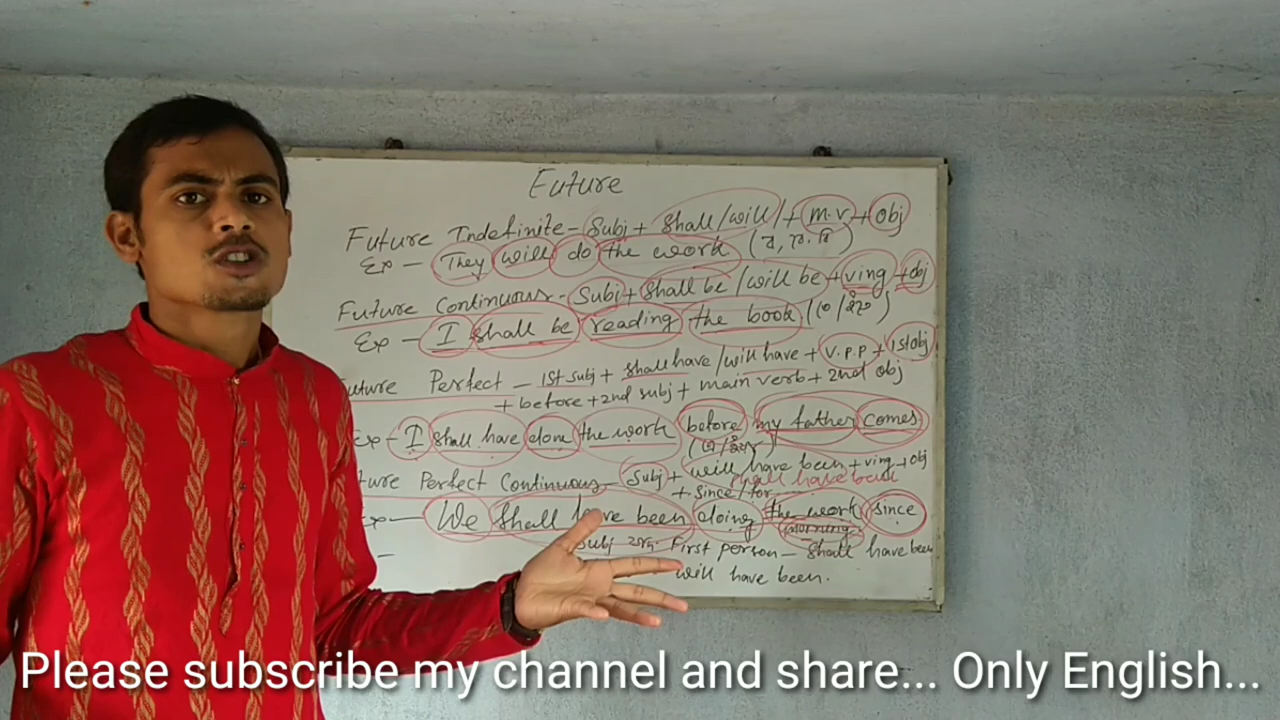 Future
Future Indefinite - Subj + shall/will/ + m.v + obj
Ex - They will do the work
Future Continuous - Subj + shall be/will be + ving + obj
Ex - I shall be reading the book
uture Perfect - 1st subj + shall have/will have + v.p.p + 1st obj
+ before + 2nd subj + main verb + 2nd obj
Ex - I shall have done the work before my father comes
ture Perfect Continuous - Subj + will have been + ving + obj
shall have been
+ since/for
Ex - We shall have been doing the work since
morning.
Subj First person - shall have been
will have been.
Please subscribe my channel and share... Only English...